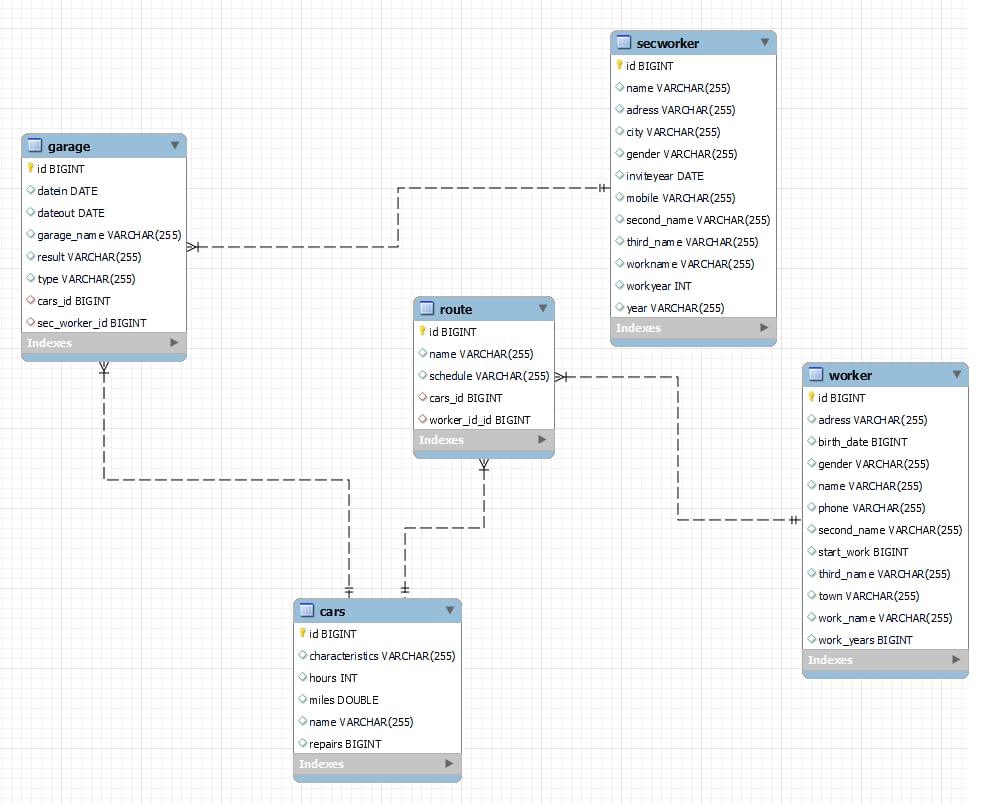 secworker
id BIGINT
name VARCHAR(255)
adress VARCHAR(255)
city VARCHAR(255)
gender VARCHAR(255)
inviteyear DATE
mobile VARCHAR(255)
second_name VARCHAR(255)
third_name VARCHAR(255)
workname VARCHAR(255)
workyear INT
year VARCHAR(255)
Indexes
garage
id BIGINT
datein DATE
dateout DATE
garage_name VARCHAR(255)
result VARCHAR(255)
type VARCHAR(255)
cars_id BIGINT
sec_worker_id BIGINT
Indexes
route
id BIGINT
name VARCHAR(255)
schedule VARCHAR(255)
cars_id BIGINT
worker_id_id BIGINT
Indexes
worker
id BIGINT
adress VARCHAR(255)
birth_date BIGINT
gender VARCHAR(255)
name VARCHAR(255)
phone VARCHAR(255)
second_name VARCHAR(255)
start_work BIGINT
third_name VARCHAR(255)
town VARCHAR(255)
work_name VARCHAR(255)
work_years BIGINT
Indexes
cars
id BIGINT
characteristics VARCHAR(255)
hours INT
miles DOUBLE
name VARCHAR(255)
repairs BIGINT
Indexes